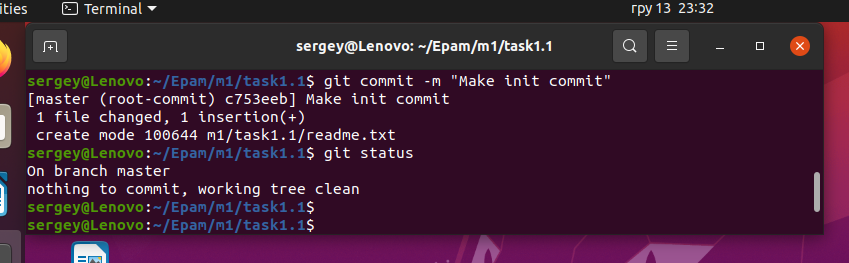 ities Terminal гру 13 23:32
sergey@Lenovo: ~/Epam/m1/task1.1
sergey@Lenovo:~/Epam/m1/task1.1$ git commit -m "Make init commit"
[master (root-commit) c753eeb] Make init commit
 1 file changed, 1 insertion(+)
 create mode 100644 m1/task1.1/readme.txt
sergey@Lenovo:~/Epam/m1/task1.1$ git status
On branch master
nothing to commit, working tree clean
sergey@Lenovo:~/Epam/m1/task1.1$
sergey@Lenovo:~/Epam/m1/task1.1$